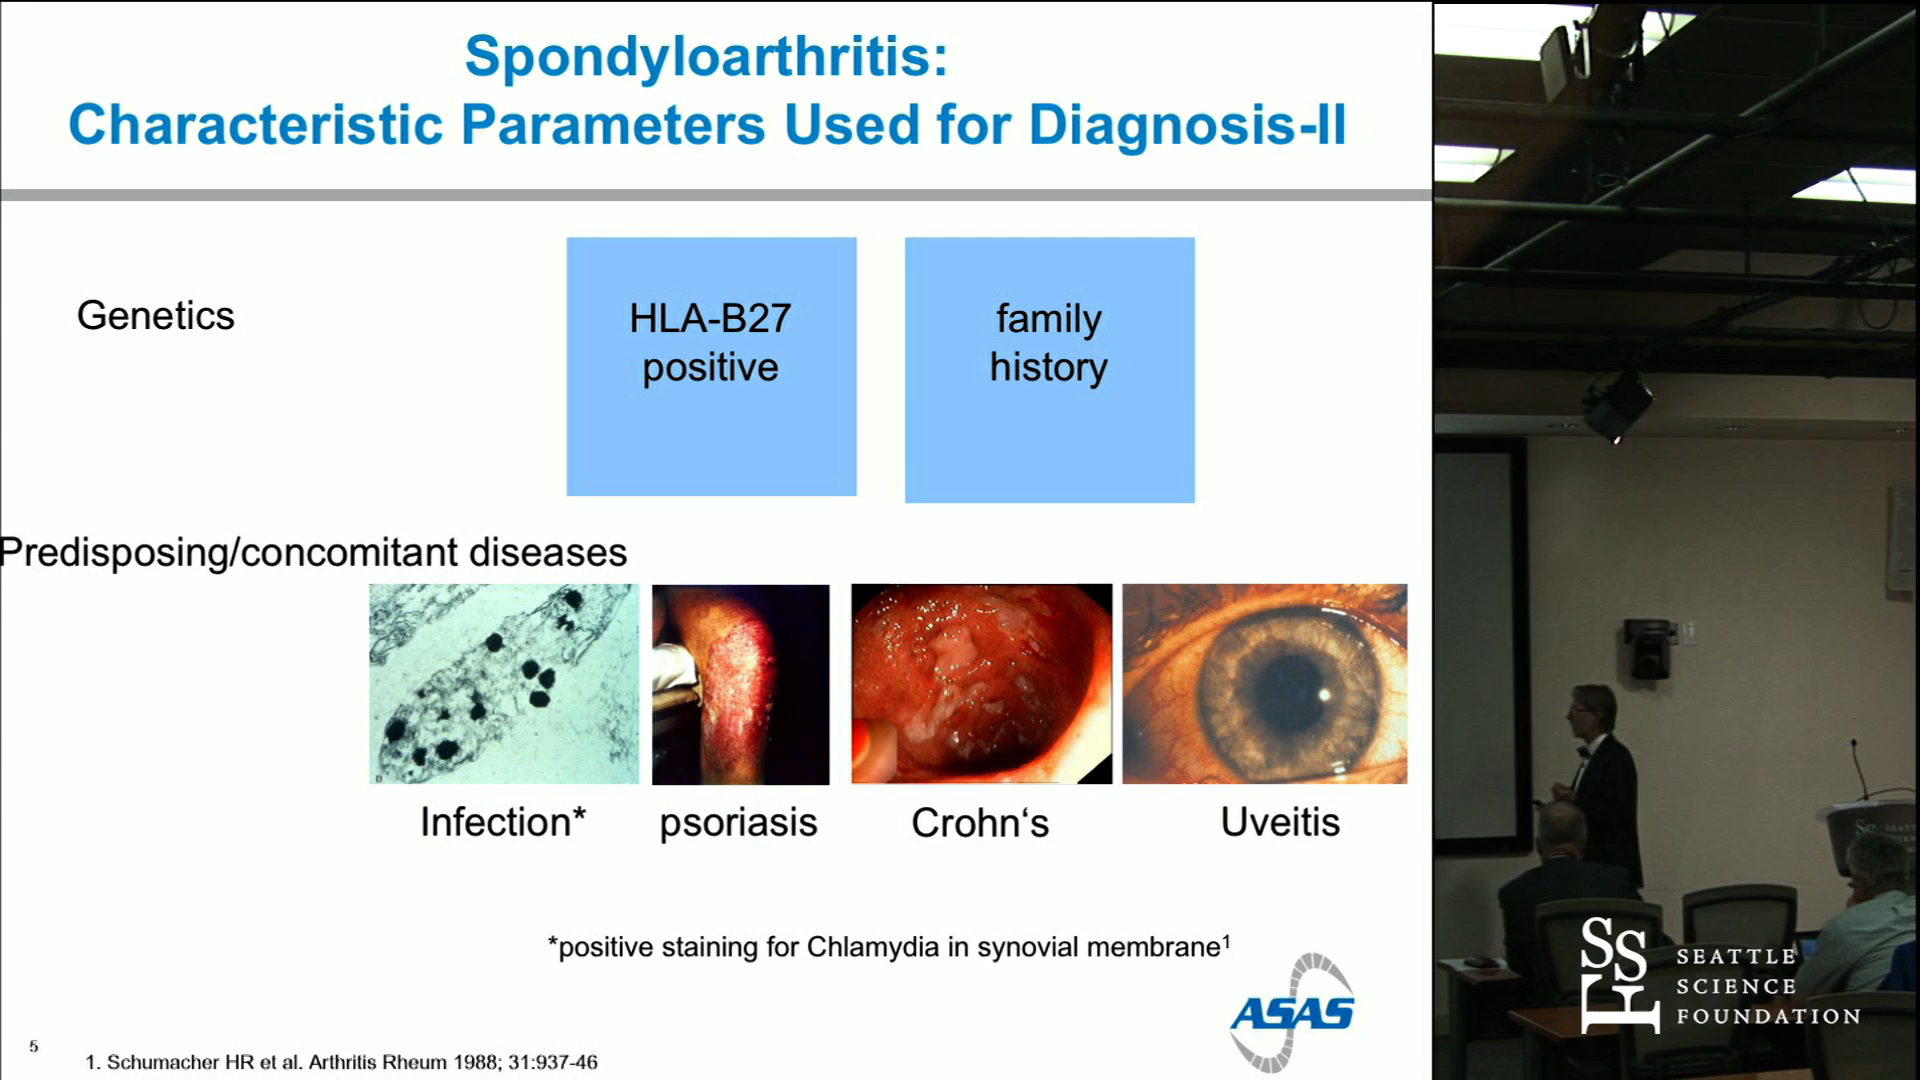 Spondyloarthritis:
Characteristic Parameters Used for Diagnosis-II
Genetics
HLA-B27
positive
family
history
Predisposing/concomitant diseases
Infection*
psoriasis
Crohn‘s
Uveitis
*positive staining for Chlamydia in synovial membrane¹
ASAS
5
1. Schumacher HR et al. Arthritis Rheum 1988; 31:937-46
SSF
SEATTLE
SCIENCE
FOUNDATION